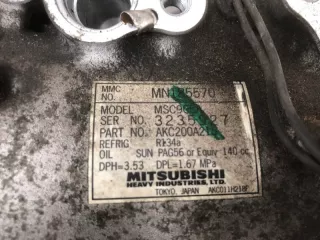 MMC
NO.
MODEL
SER NO.
PART NO.
REFRIG R134a
OIL SUN PAG56 or Equiv 140 cc
DPH=3.53 DPL=1.67 MPa
MITSUBISHI
HEAVY INDUSTRIES, LTD.
TOKYO, JAPAN AKC011H218F